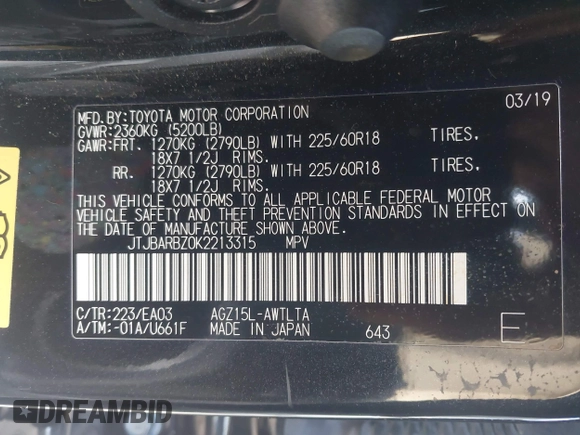 MFD.BY:TOYOTA MOTOR CORPORATION 03/19
GVWR:2360KG (5200LB)
GAWR:FRT. 1270KG (2790LB) WITH 225/60R18 TIRES.
18X7 1/2J RIMS.
RR. 1270KG (2790LB) WITH 225/60R18 TIRES.
18X7 1/2J RIMS.
THIS VEHICLE CONFORMS TO ALL APPLICABLE FEDERAL MOTOR
VEHICLE SAFETY AND THEFT PREVENTION STANDARDS IN EFFECT ON
THE DATE OF MANUFACTURE SHOWN ABOVE.
JTJBARBZ0K2213315 MPV
C/TR:223/EA03 AGZ15L-AWTLTA
A/TM:-01A/U661F MADE IN JAPAN 643 E
DREAMBID